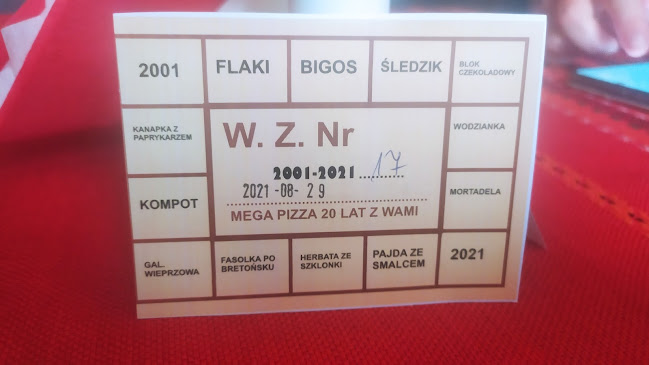 2001
FLAKI
BIGOS
ŚLEDZIK
BLOK
CZEKOLADOWY
KANAPKA Z
PAPRYKARZEM
W. Z. Nr
WODZIANKA
2001-2021 17
2021-08-29
KOMPOT
MEGA PIZZA 20 LAT Z WAMI
MORTADELA
GAL.
WIEPRZOWA
FASOLKA PO
BRETOŃSKU
HERBATA ZE
SZKLONKI
PAJDA ZE
SMALCEM
2021